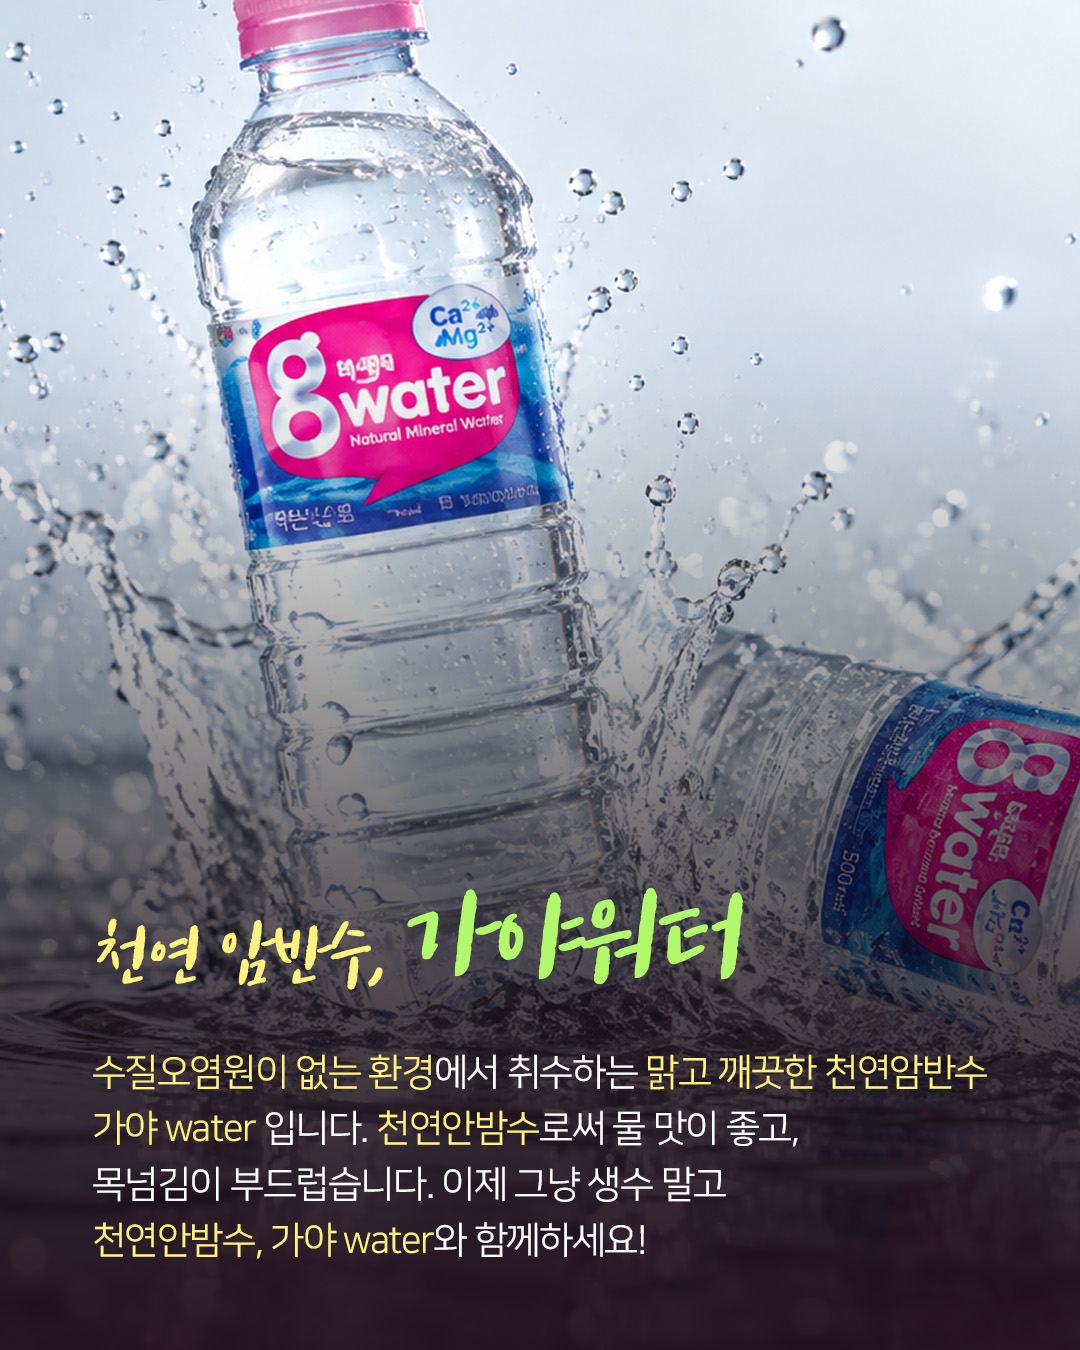 Ca²⁺
Mg²⁺
8
water
Natural Mineral Water
천연 암반수, 가야워터
수질오염원이 없는 환경에서 취수하는 맑고 깨끗한 천연암반수
가야 water 입니다. 천연안밤수로써 물 맛이 좋고,
목넘김이 부드럽습니다. 이제 그냥 생수 말고
천연안밤수, 가야 water와 함께하세요!
8
water
Ca²⁺